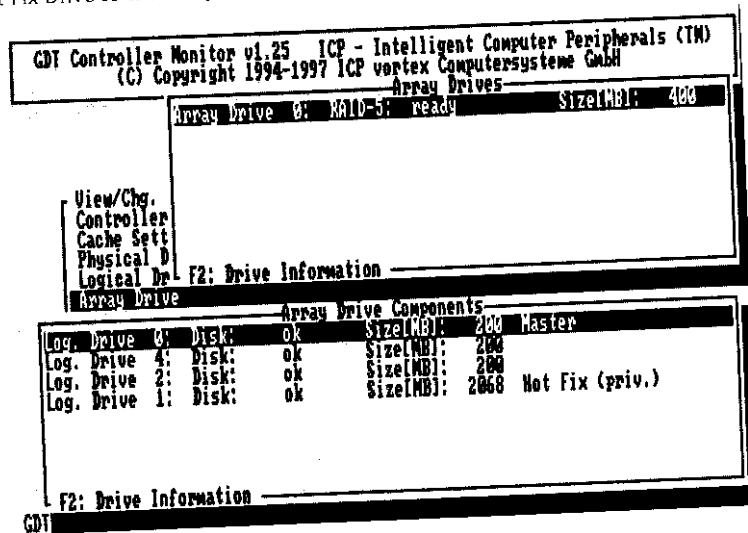 GDT Controller Monitor v1.25 ICP - Intelligent Computer Peripherals (TM)
(C) Copyright 1994-1997 ICP vortex Computersysteme GmbH
Array Drives
Array Drive 0: RAID-5: ready Size[MB]: 400
View/Chg.
Controller
Cache Sett
Physical D
Logical Dr
F2: Drive Information
Array Drive
Array Drive Components
Log. Drive 0: Disk: ok Size[MB]: 200 Master
Log. Drive 4: Disk: ok Size[MB]: 200
Log. Drive 2: Disk: ok Size[MB]: 200
Log. Drive 1: Disk: ok Size[MB]: 2068 Hot Fix (priv.)
F2: Drive Information
GDT